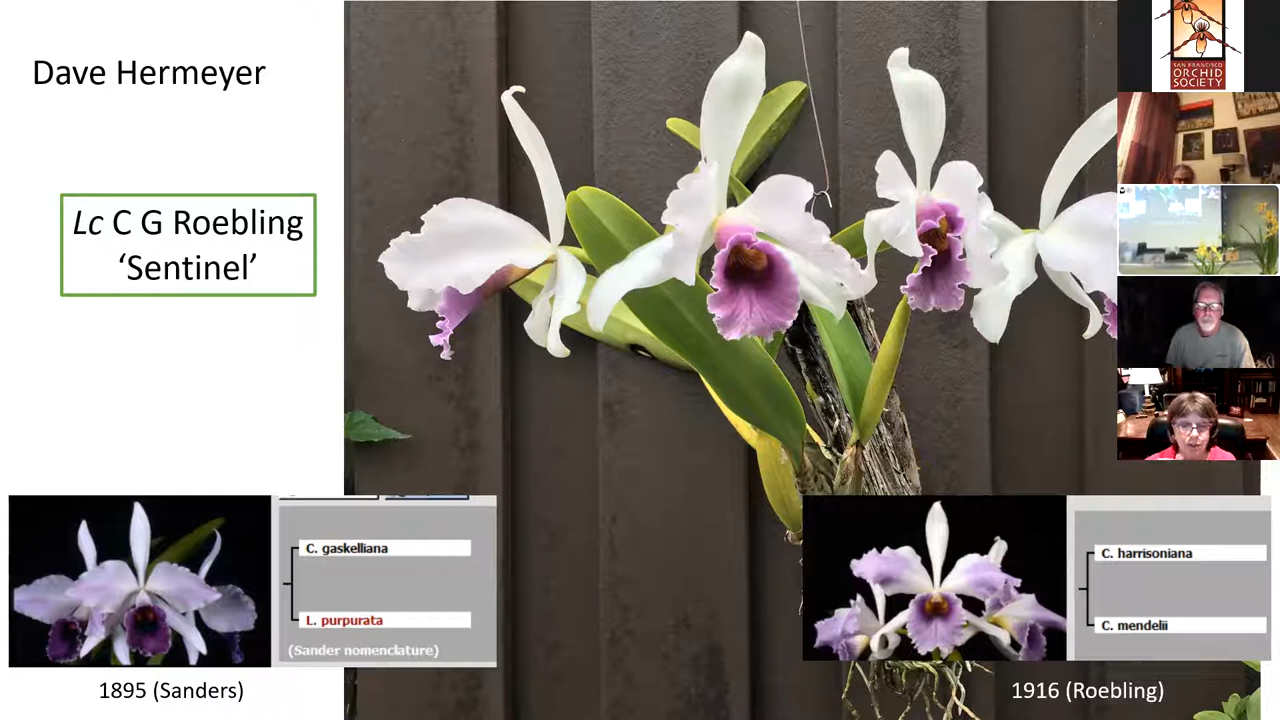 Dave Hermeyer
Lc C G Roebling
‘Sentinel’
SAN FRANCISCO
ORCHID
SOCIETY
C. gaskelliana
L. purpurata
(Sander nomenclature)
1895 (Sanders)
C. harrisoniana
C. mendelii
1916 (Roebling)